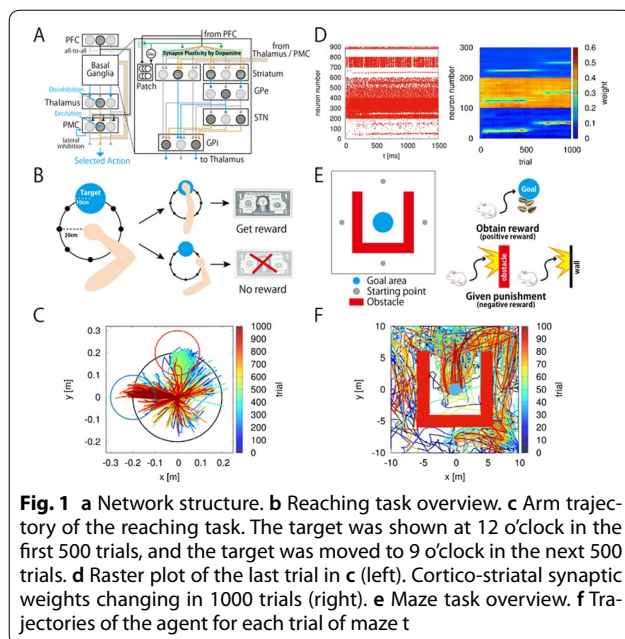 A
from PFC
PFC
all-to-all
Synapse Plasticity by Dopamine
from
Thalamus / PMC
Basal
Ganglia
Patch
Striatum
GPe
STN
GPi
to Thalamus
Disinhibition
Thalamus
Excitation
PMC
lateral
inhibition
Selected Action
B
Target
10cm
20cm
Get reward
No reward
C
y [m]
0.3
0.2
0.1
0
-0.1
-0.2
-0.3 -0.2 -0.1 0 0.1 0.2
x [m]
1000
900
800
700
600
500
400
300
200
100
0
trial
D
neuron number
900
800
700
600
500
400
300
200
100
0
0 500 1000 1500
t [ms]
neuron number
300
200
100
0
0 500 1000
trial
0.6
0.5
0.4
0.3
0.2
0.1
0
weight
E
Goal area
Starting point
Obstacle
Goal
Obtain reward
(positive reward)
obstacle
wall
Given punishment
(negative reward)
F
y [m]
10
5
0
-5
-10
-10 -5 0 5 10
x [m]
100
90
80
70
60
50
40
30
20
10
0
trial
Fig. 1 a Network structure. b Reaching task overview. c Arm trajec-
tory of the reaching task. The target was shown at 12 o'clock in the
first 500 trials, and the target was moved to 9 o'clock in the next 500
trials. d Raster plot of the last trial in c (left). Cortico-striatal synaptic
weights changing in 1000 trials (right). e Maze task overview. f Tra-
jectories of the agent for each trial of maze t